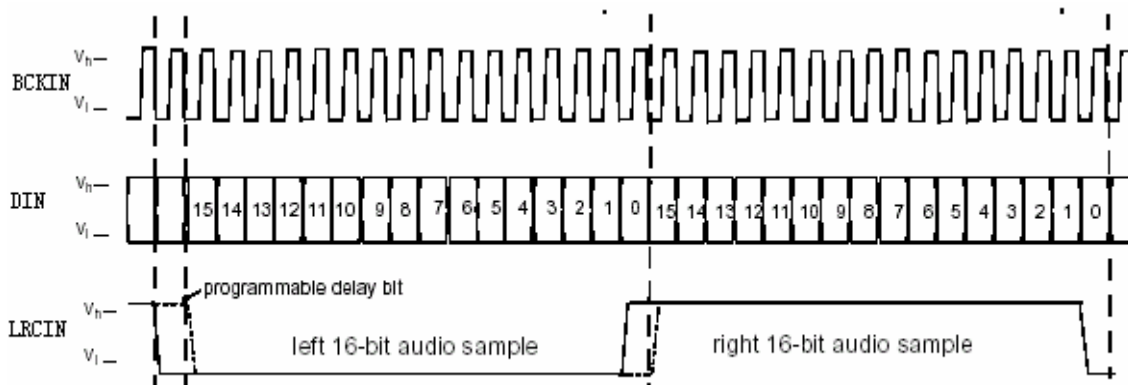 BCKIN
Vh
Vl
DIN
Vh
Vl
15 14 13 12 11 10 9 8 7 6 5 4 3 2 1 0 15 14 13 12 11 10 9 8 7 6 5 4 3 2 1 0
programmable delay bit
LRCIN
Vh
Vl
left 16-bit audio sample
right 16-bit audio sample